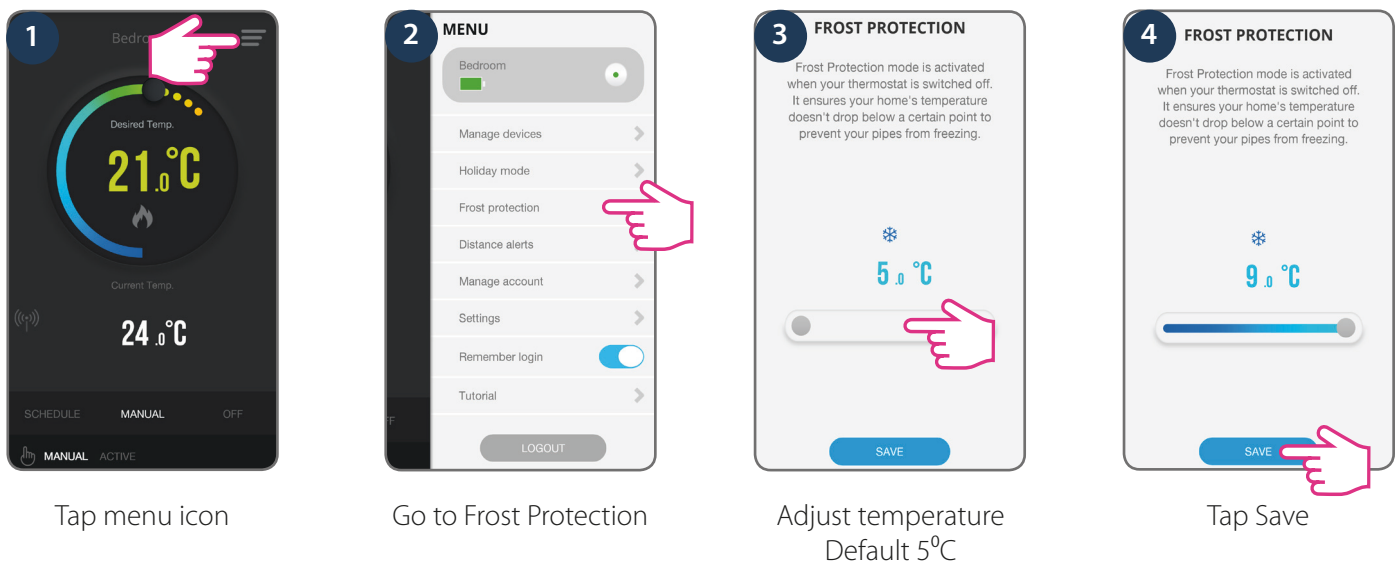 1
Bedro
Desired Temp.
21.0°C
Current Temp.
24.0°C
SCHEDULE MANUAL OFF
MANUAL ACTIVE
Tap menu icon
2
MENU
Bedroom
Manage devices
Holiday mode
Frost protection
Distance alerts
Manage account
Settings
Remember login
Tutorial
FF
LOGOUT
Go to Frost Protection
3
FROST PROTECTION
Frost Protection mode is activated
when your thermostat is switched off.
It ensures your home's temperature
doesn't drop below a certain point to
prevent your pipes from freezing.
5.0 °C
SAVE
Adjust temperature
Default 5⁰C
4
FROST PROTECTION
Frost Protection mode is activated
when your thermostat is switched off.
It ensures your home's temperature
doesn't drop below a certain point to
prevent your pipes from freezing.
9.0 °C
SAVE
Tap Save